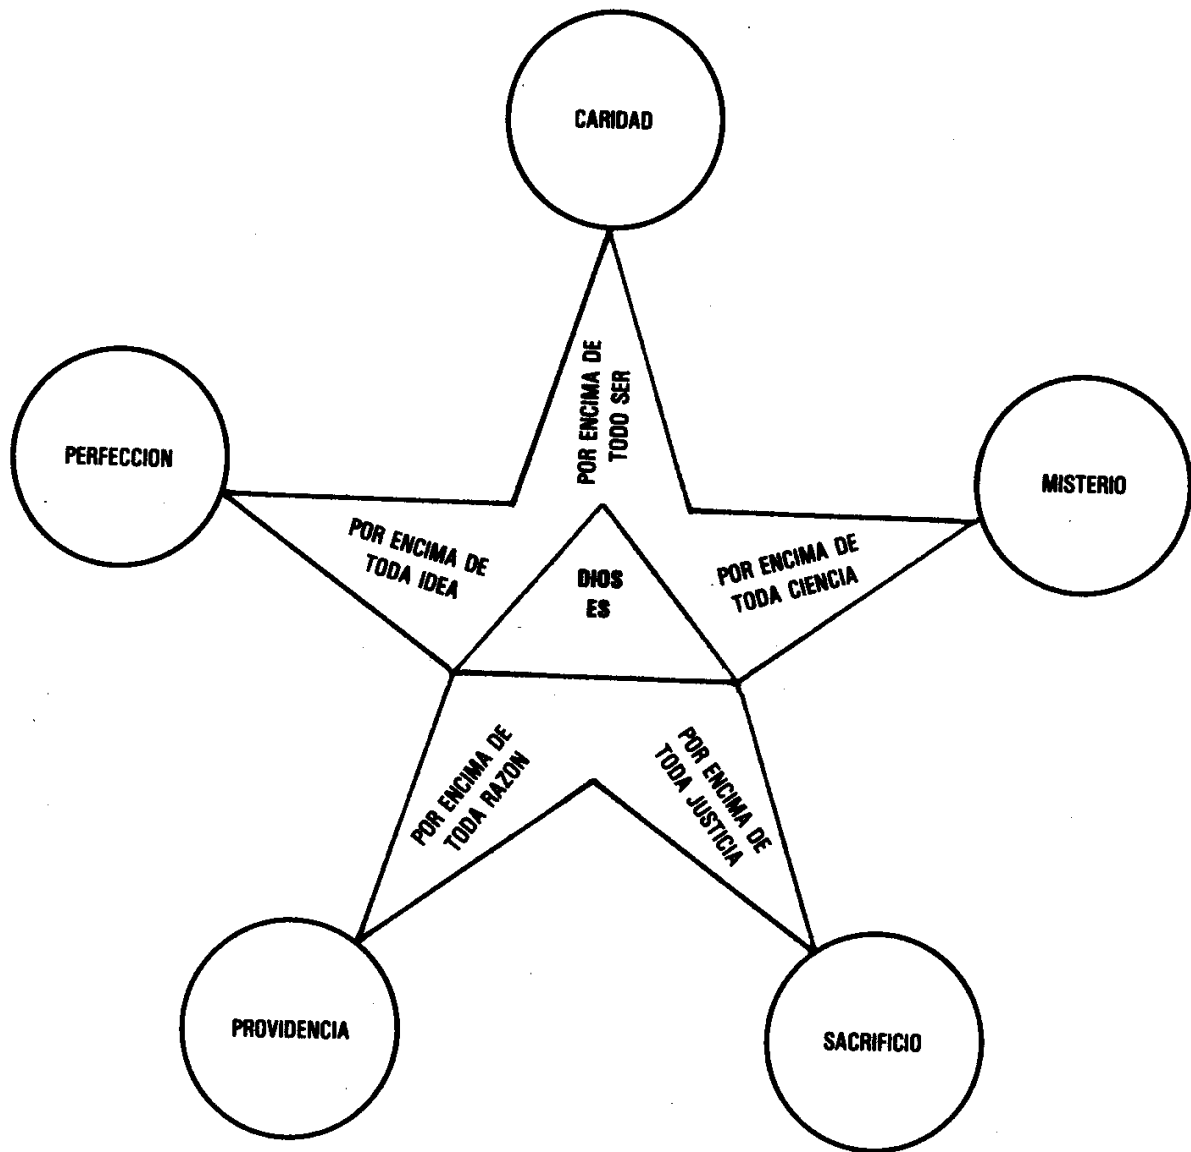 CARIDAD
POR ENCIMA DE
TODO SER
PERFECCION
POR ENCIMA DE
TODA IDEA
MISTERIO
POR ENCIMA DE
TODA CIENCIA
DIOS
ES
POR ENCIMA DE
TODA RAZON
POR ENCIMA DE
TODA JUSTICIA
PROVIDENCIA
SACRIFICIO